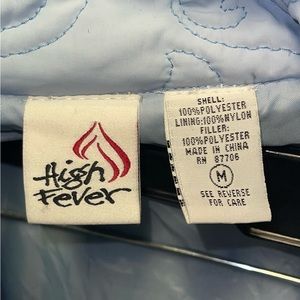 High
Fever
SHELL:
100%POLYESTER
LINING:100%NYLON
FILLER:
100%POLYESTER
MADE IN CHINA
RN 87706
M
SEE REVERSE
FOR CARE